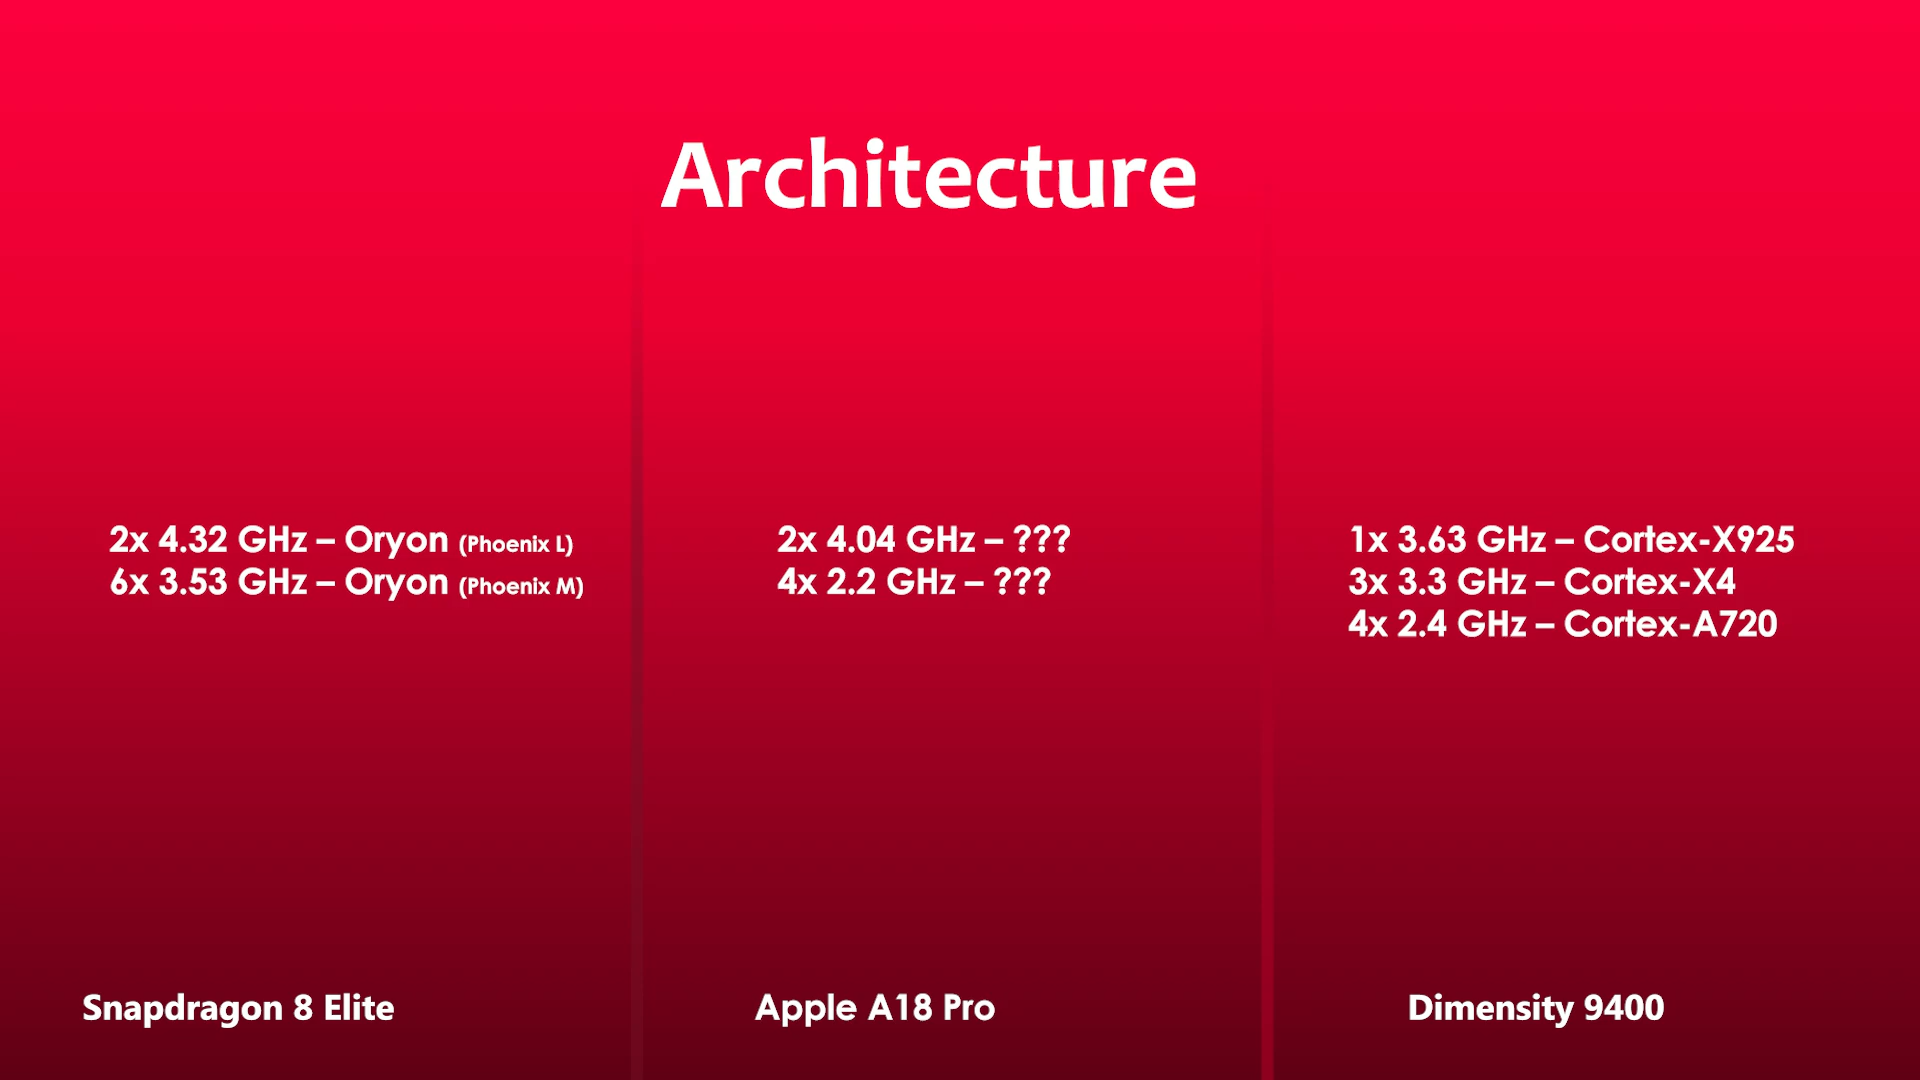 Architecture
2x 4.32 GHz – Oryon (Phoenix L)
6x 3.53 GHz – Oryon (Phoenix M)
2x 4.04 GHz – ???
4x 2.2 GHz – ???
1x 3.63 GHz – Cortex-X925
3x 3.3 GHz – Cortex-X4
4x 2.4 GHz – Cortex-A720
Snapdragon 8 Elite
Apple A18 Pro
Dimensity 9400